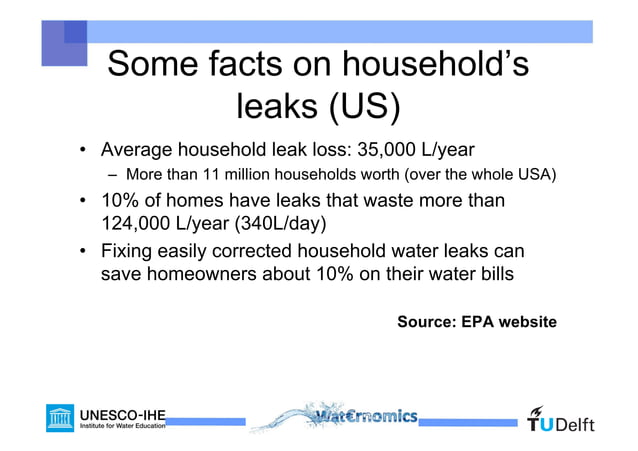 Some facts on household’s
leaks (US)
• Average household leak loss: 35,000 L/year
– More than 11 million households worth (over the whole USA)
• 10% of homes have leaks that waste more than
124,000 L/year (340L/day)
• Fixing easily corrected household water leaks can
save homeowners about 10% on their water bills
Source: EPA website
UNESCO-IHE
Institute for Water Education
Wat€rnomics
TUDelft